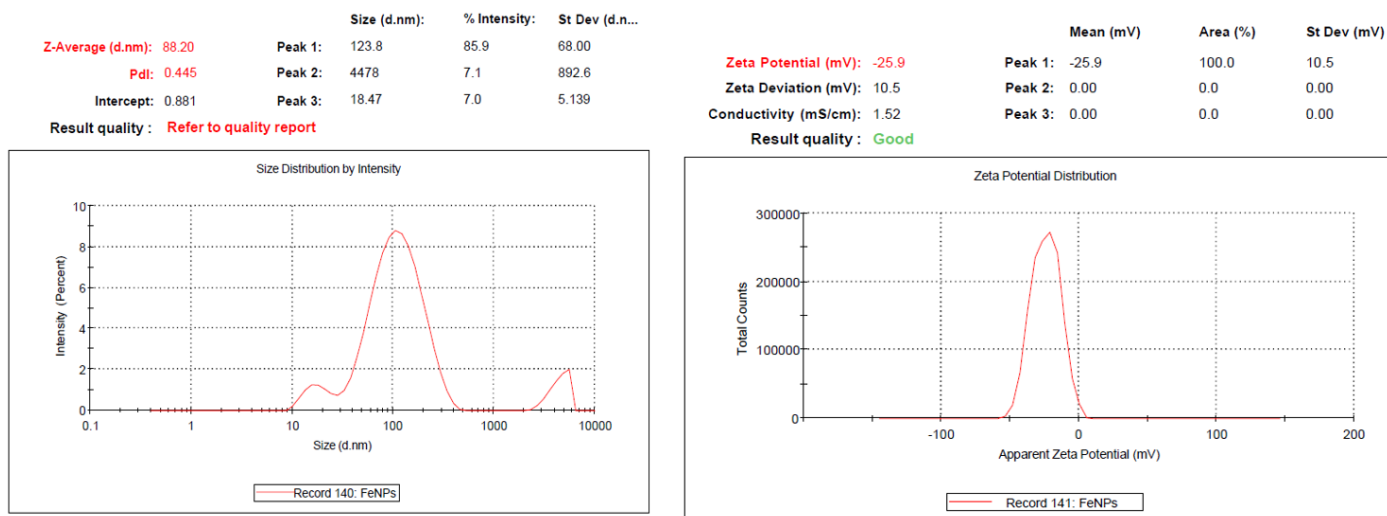 Size (d.nm): % Intensity: St Dev (d.n...
Z-Average (d.nm): 88.20 Peak 1: 123.8 85.9 68.00
PdI: 0.445 Peak 2: 4478 7.1 892.6
Intercept: 0.881 Peak 3: 18.47 7.0 5.139
Result quality : Refer to quality report
Size Distribution by Intensity
Intensity (Percent)
10
8
6
4
2
0
0.1 1 10 100 1000 10000
Size (d.nm)
Record 140: FeNPs
Mean (mV) Area (%) St Dev (mV)
Zeta Potential (mV): -25.9 Peak 1: -25.9 100.0 10.5
Zeta Deviation (mV): 10.5 Peak 2: 0.00 0.0 0.00
Conductivity (mS/cm): 1.52 Peak 3: 0.00 0.0 0.00
Result quality : Good
Zeta Potential Distribution
Total Counts
300000
200000
100000
0
-100 0 100 200
Apparent Zeta Potential (mV)
Record 141: FeNPs